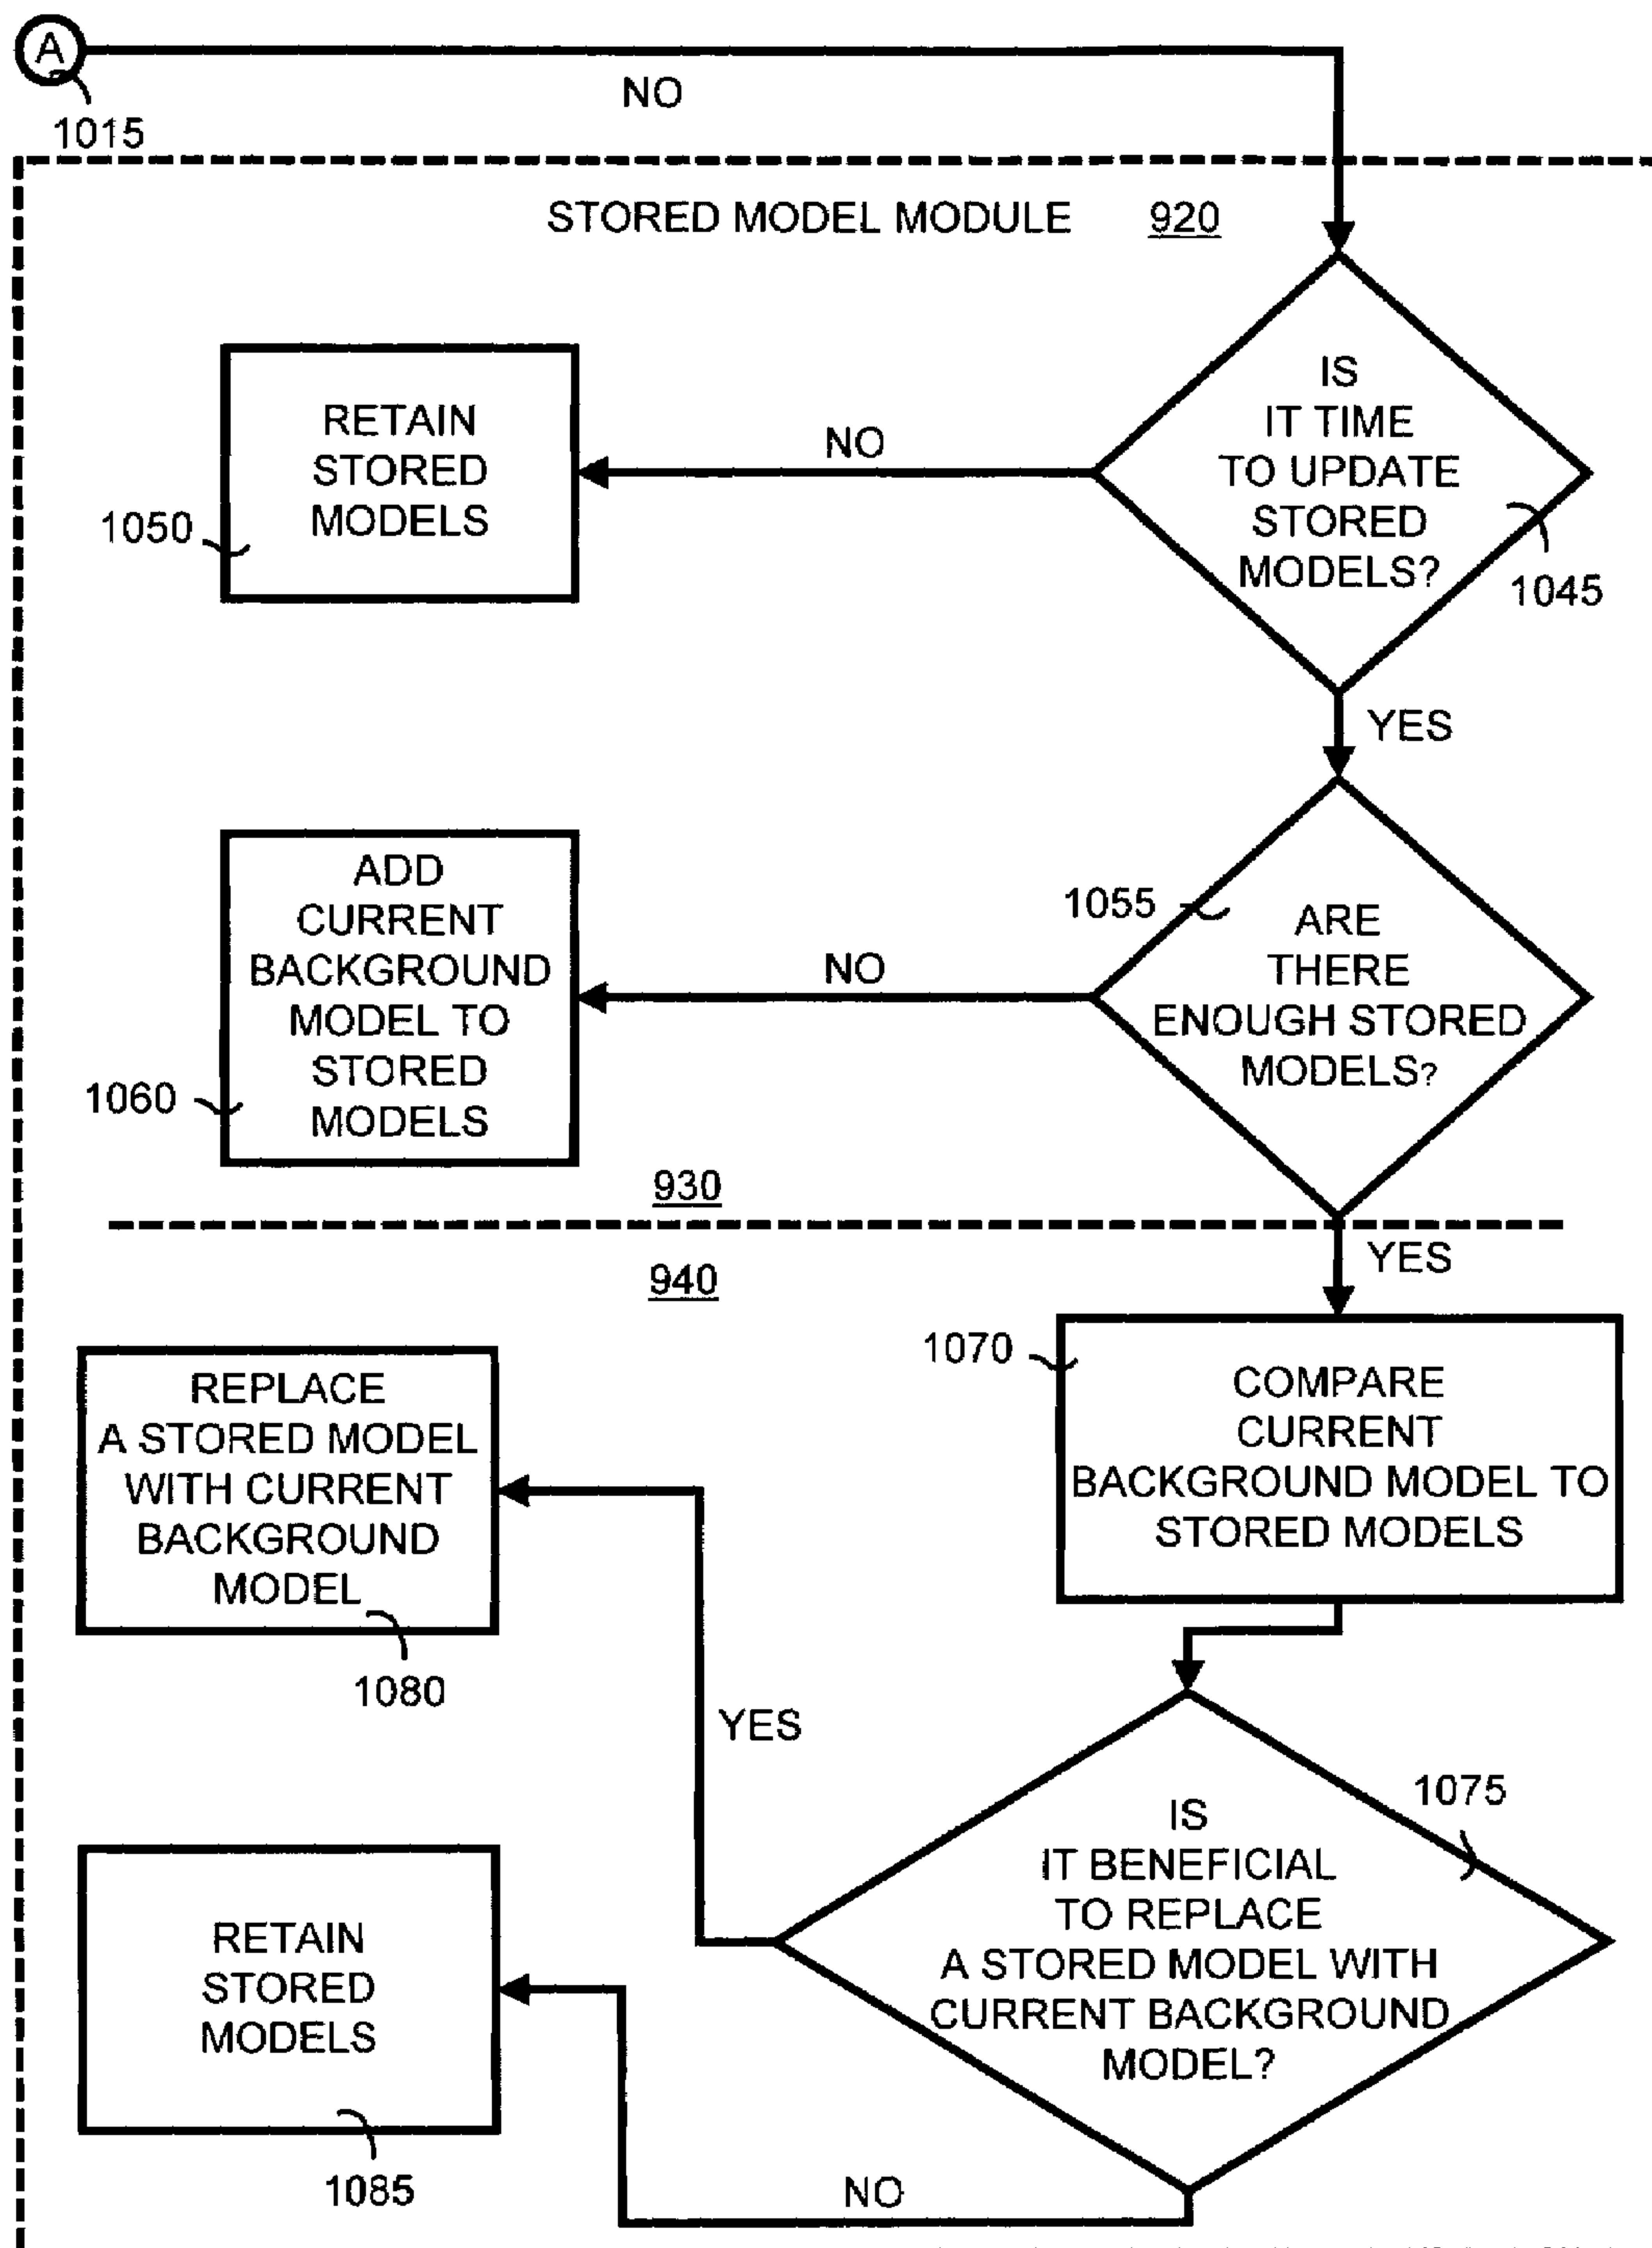 A
NO
1015
STORED MODEL MODULE 920
IS
IT TIME
TO UPDATE
STORED
MODELS?
1045
NO
RETAIN
STORED
MODELS
1050
YES
ARE
THERE
ENOUGH STORED
MODELS?
1055
NO
ADD
CURRENT
BACKGROUND
MODEL TO
STORED
MODELS
1060
930
YES
940
1070
COMPARE
CURRENT
BACKGROUND MODEL TO
STORED MODELS
REPLACE
A STORED MODEL
WITH CURRENT
BACKGROUND
MODEL
1080
YES
1075
IS
IT BENEFICIAL
TO REPLACE
A STORED MODEL WITH
CURRENT BACKGROUND
MODEL?
RETAIN
STORED
MODELS
1085
NO